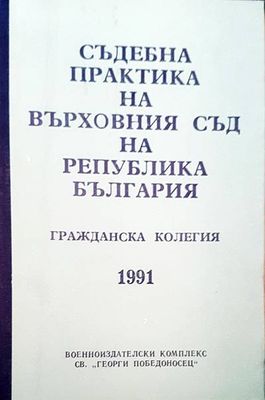 СЪДЕБНА
ПРАКТИКА
НА
ВЪРХОВНИЯ СЪД
НА
РЕПУБЛИКА
БЪЛГАРИЯ
ГРАЖДАНСКА КОЛЕГИЯ
1991
ВОЕННОИЗДАТЕЛСКИ КОМПЛЕКС
СВ. „ГЕОРГИ ПОБЕДОНОСЕЦ"